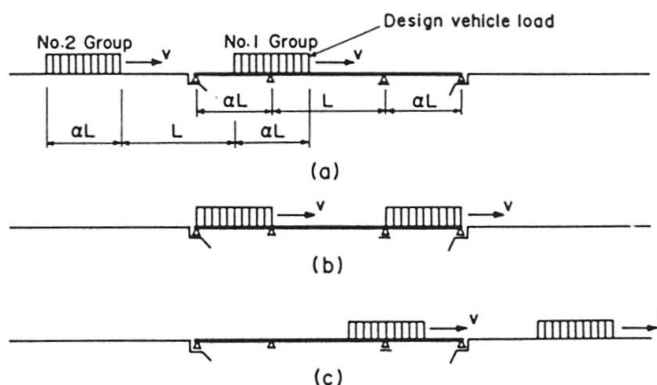 Design vehicle load
No.2 Group
v
No.1 Group
v
αL
L
αL
αL
L
αL
(a)
v
v
(b)
v
(c)